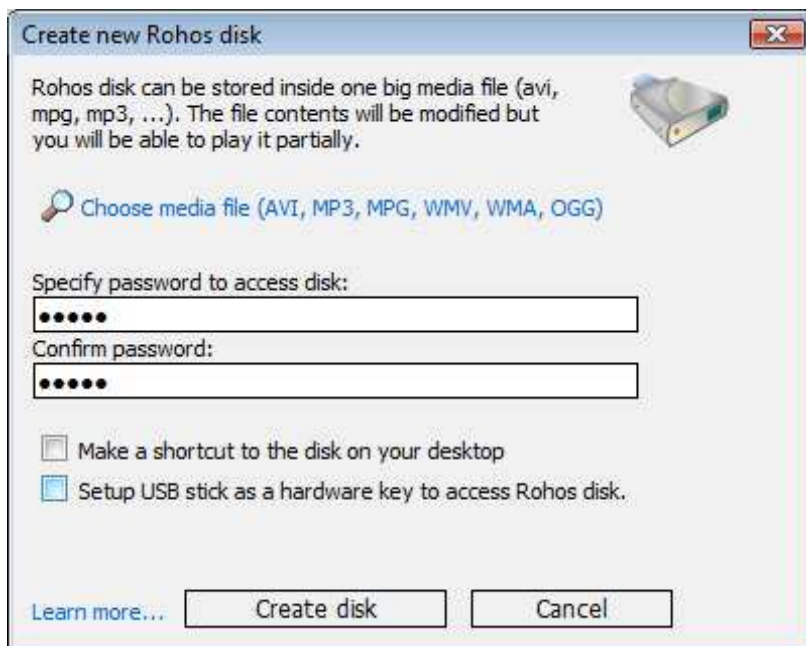 Create new Rohos disk
Rohos disk can be stored inside one big media file (avi,
mpg, mp3, ...). The file contents will be modified but
you will be able to play it partially.
Choose media file (AVI, MP3, MPG, WMV, WMA, OGG)
Specify password to access disk:
●●●●●
Confirm password:
●●●●●
Make a shortcut to the disk on your desktop
Setup USB stick as a hardware key to access Rohos disk.
Learn more... Create disk Cancel